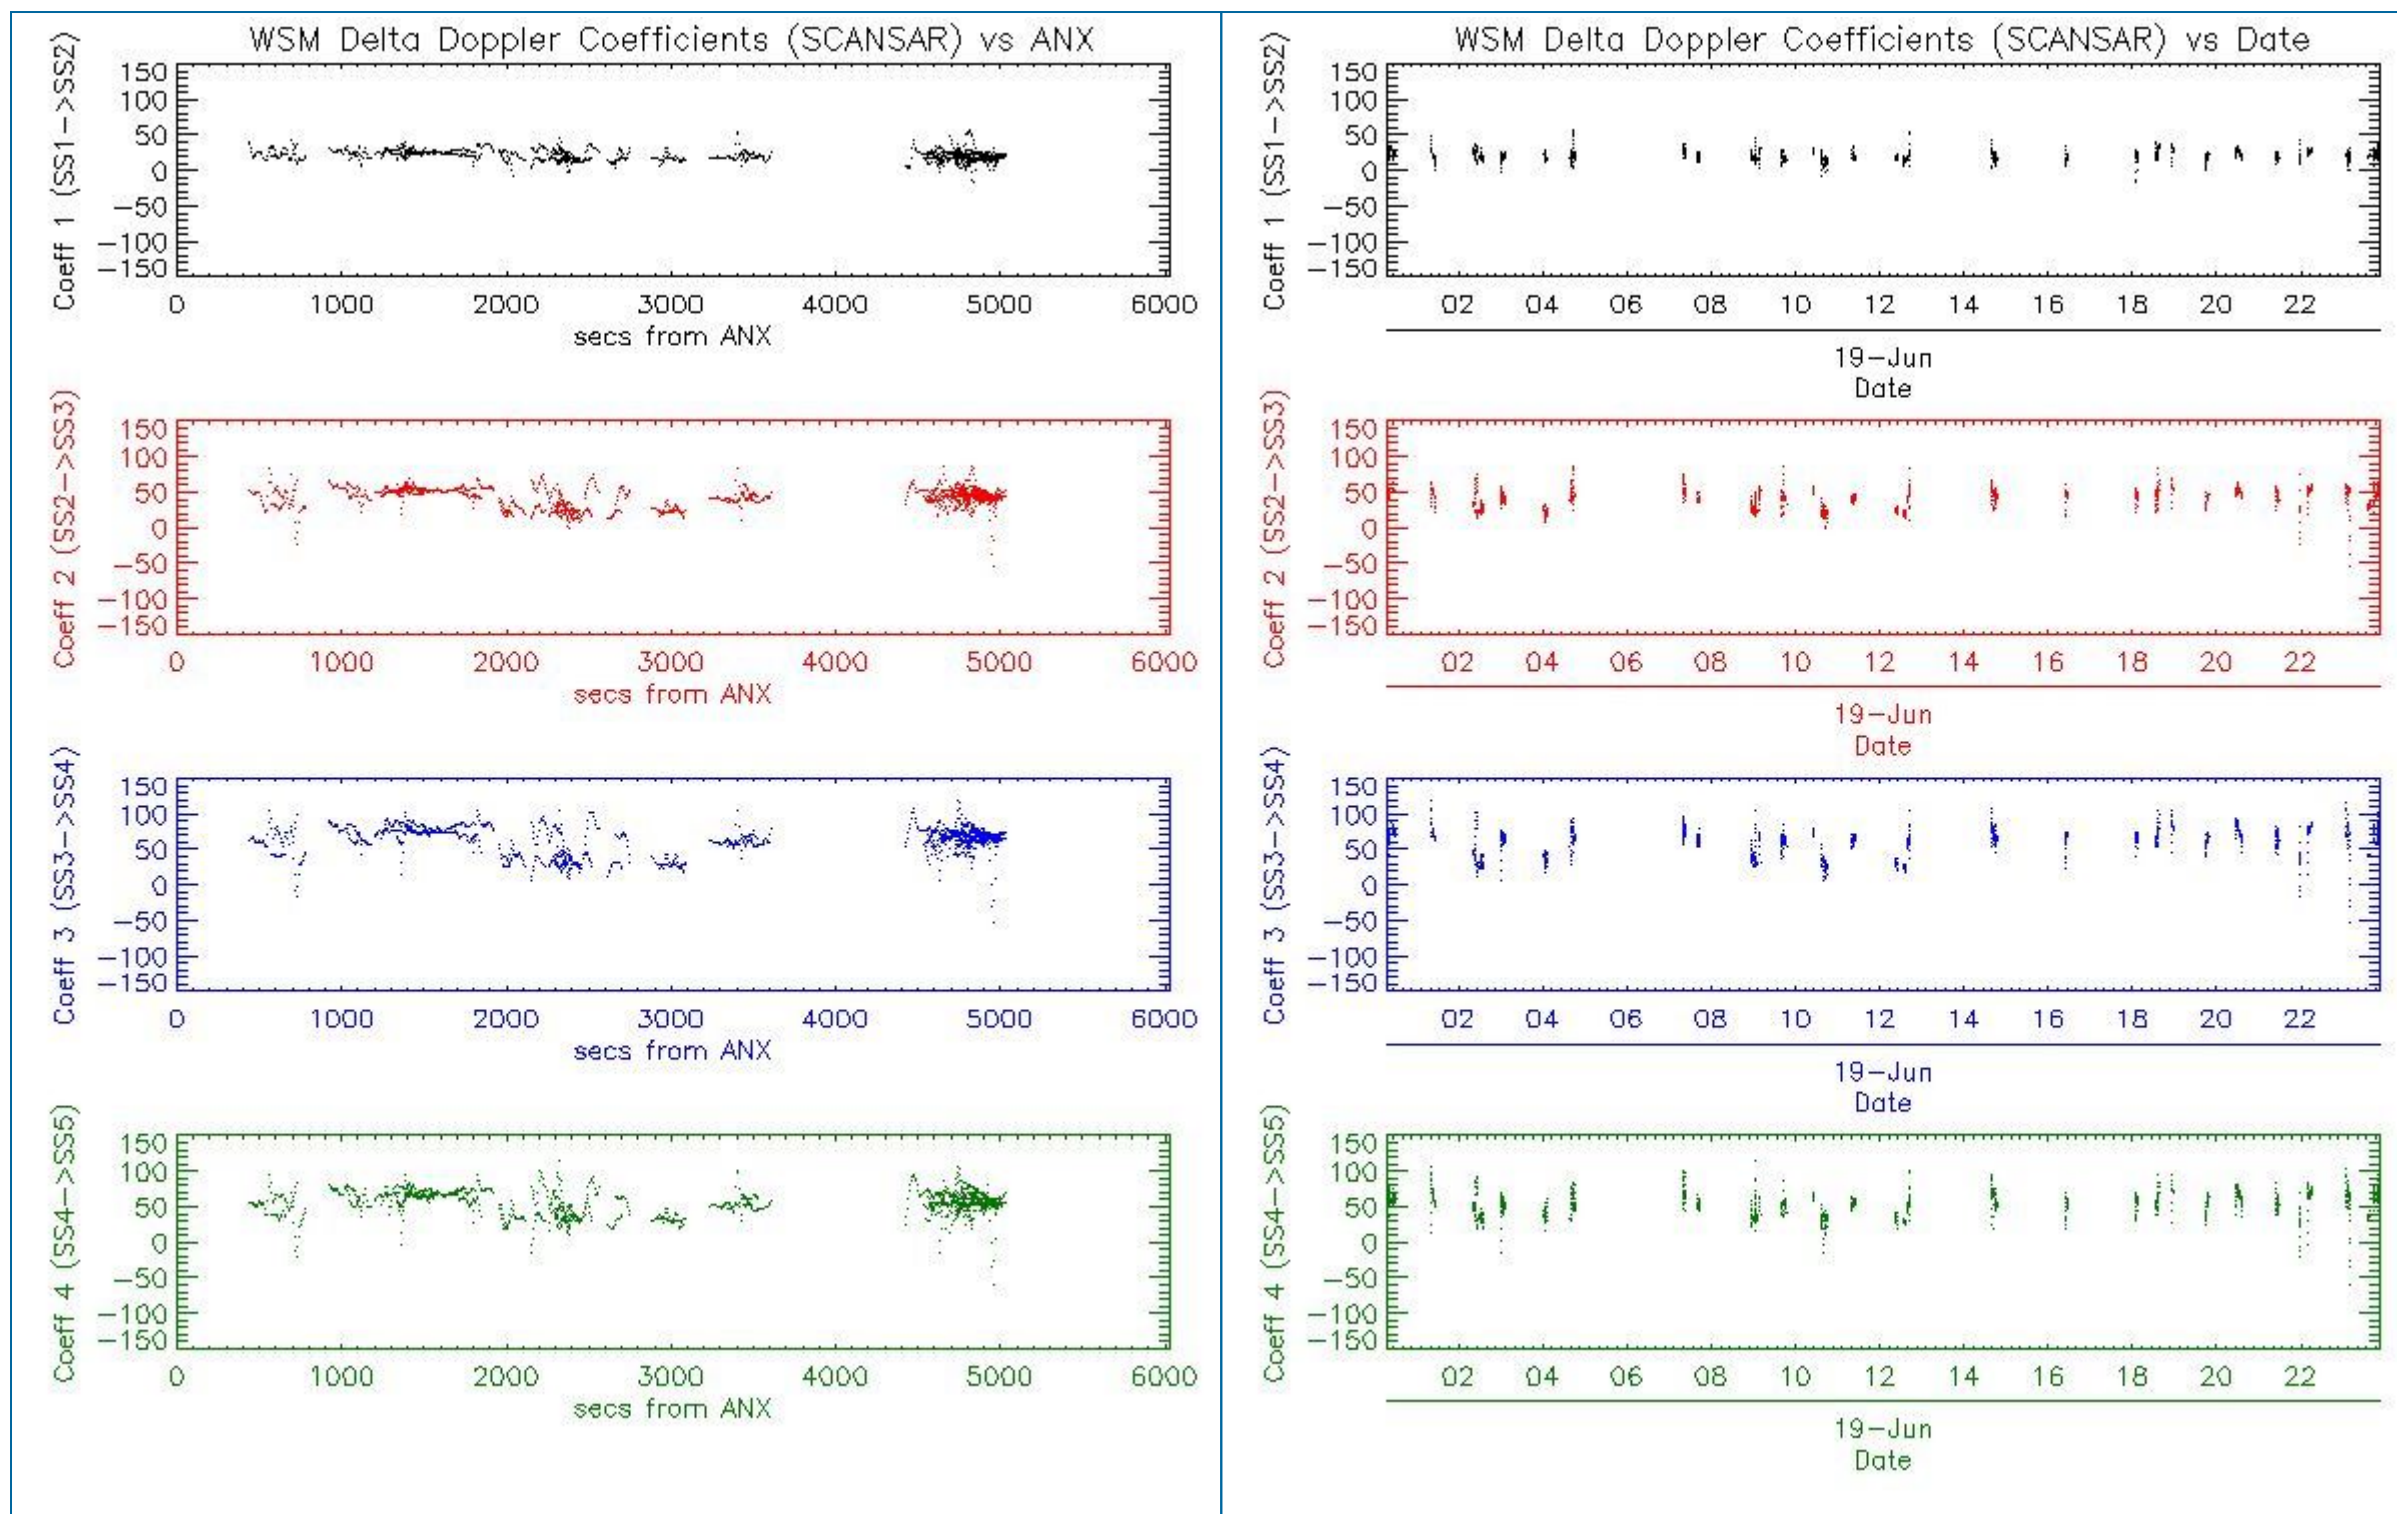 WSM Delta Doppler Coefficients (SCANSAR) vs ANX
Coeff 1 (SS1->SS2)
150
100
50
0
-50
-100
-150
0 1000 2000 3000 4000 5000 6000
secs from ANX
Coeff 2 (SS2->SS3)
150
100
50
0
-50
-100
-150
0 1000 2000 3000 4000 5000 6000
secs from ANX
Coeff 3 (SS3->SS4)
150
100
50
0
-50
-100
-150
0 1000 2000 3000 4000 5000 6000
secs from ANX
Coeff 4 (SS4->SS5)
150
100
50
0
-50
-100
-150
0 1000 2000 3000 4000 5000 6000
secs from ANX
WSM Delta Doppler Coefficients (SCANSAR) vs Date
Coeff 1 (SS1->SS2)
150
100
50
0
-50
-100
-150
02 04 06 08 10 12 14 16 18 20 22
19-Jun
Date
Coeff 2 (SS2->SS3)
150
100
50
0
-50
-100
-150
02 04 06 08 10 12 14 16 18 20 22
19-Jun
Date
Coeff 3 (SS3->SS4)
150
100
50
0
-50
-100
-150
02 04 06 08 10 12 14 16 18 20 22
19-Jun
Date
Coeff 4 (SS4->SS5)
150
100
50
0
-50
-100
-150
02 04 06 08 10 12 14 16 18 20 22
19-Jun
Date